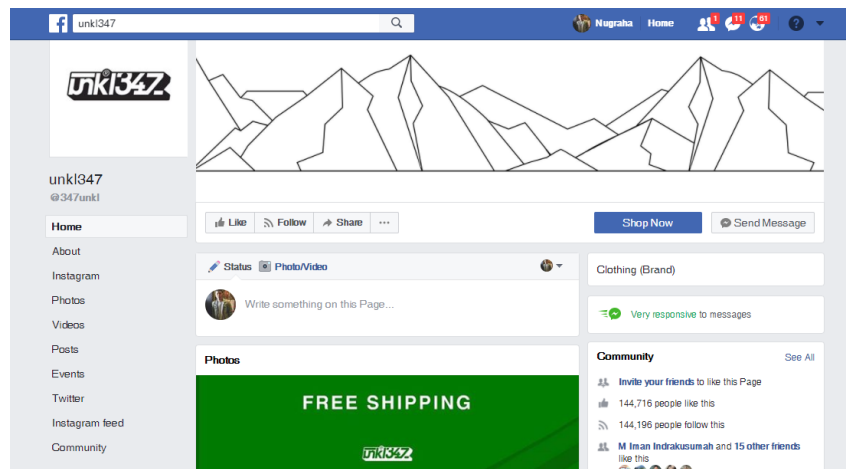 unkl347
Nugraha Home 1 11 61
unkl347
unkl347
@347unkl
Home
About
Instagram
Photos
Videos
Posts
Events
Twitter
Instagram feed
Community
Like Follow Share ...
Shop Now Send Message
Status Photo/Video
Write something on this Page...
Photos
FREE SHIPPING
unkl347
Clothing (Brand)
Very responsive to messages
Community See All
Invite your friends to like this Page
144,716 people like this
144,196 people follow this
M Iman Indrakusumah and 15 other friends
like this